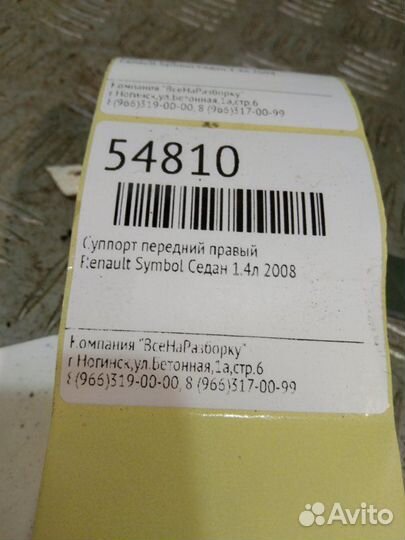 Компания "ВсеНаРазборку"
г.Ногинск,ул.Бетонная,1а,стр.6
8(966)319-00-00, 8 (966)317-00-99
54810
Суппорт передний правый
Renault Symbol Седан 1.4л 2008
Компания "ВсеНаРазборку"
г.Ногинск,ул.Бетонная,1а,стр.6
8(966)319-00-00, 8 (966)317-00-99
Avito